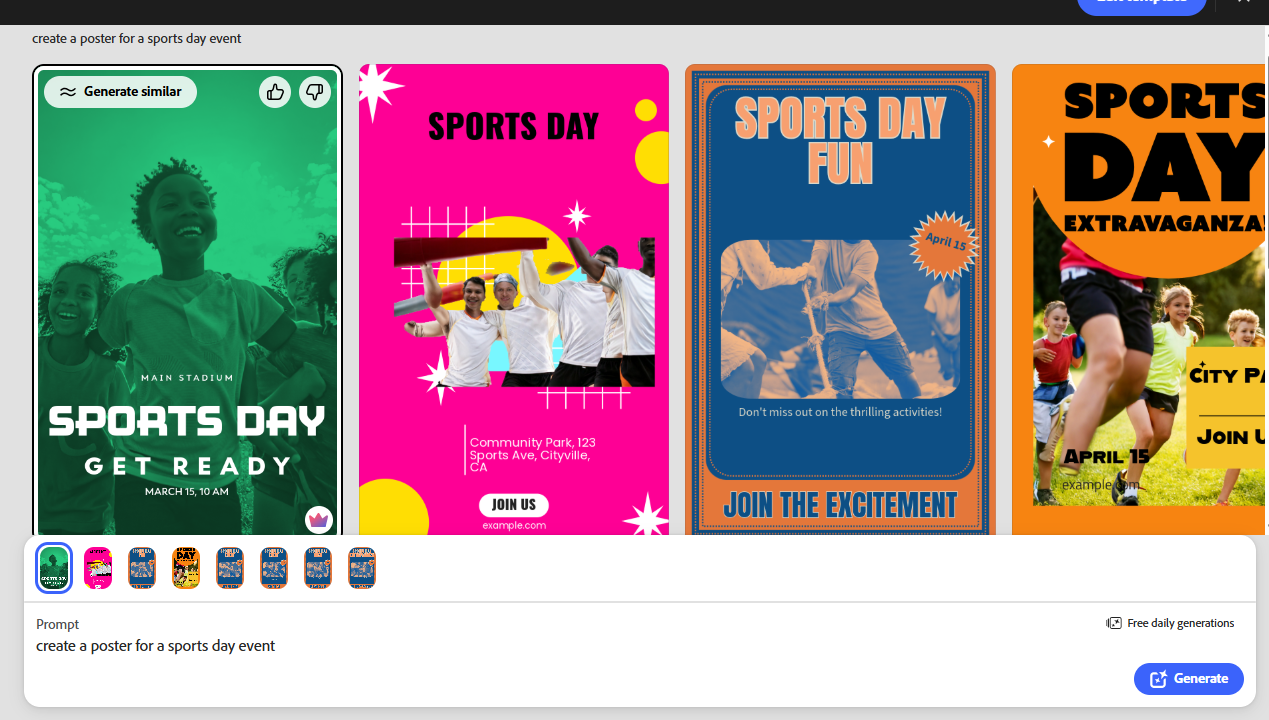 create a poster for a sports day event
Generate similar
MAIN STADIUM
SPORTS DAY
GET READY
MARCH 15, 10 AM
SPORTS DAY
Community Park, 123
Sports Ave, Cityville,
CA
JOIN US
example.com
SPORTS DAY
FUN
April 15
Don't miss out on the thrilling activities!
JOIN THE EXCITEMENT
SPORTS
DAY
EXTRAVAGANZA
CITY PA
JOIN U
APRIL 15
example.com
Prompt
create a poster for a sports day event
Free daily generations
Generate